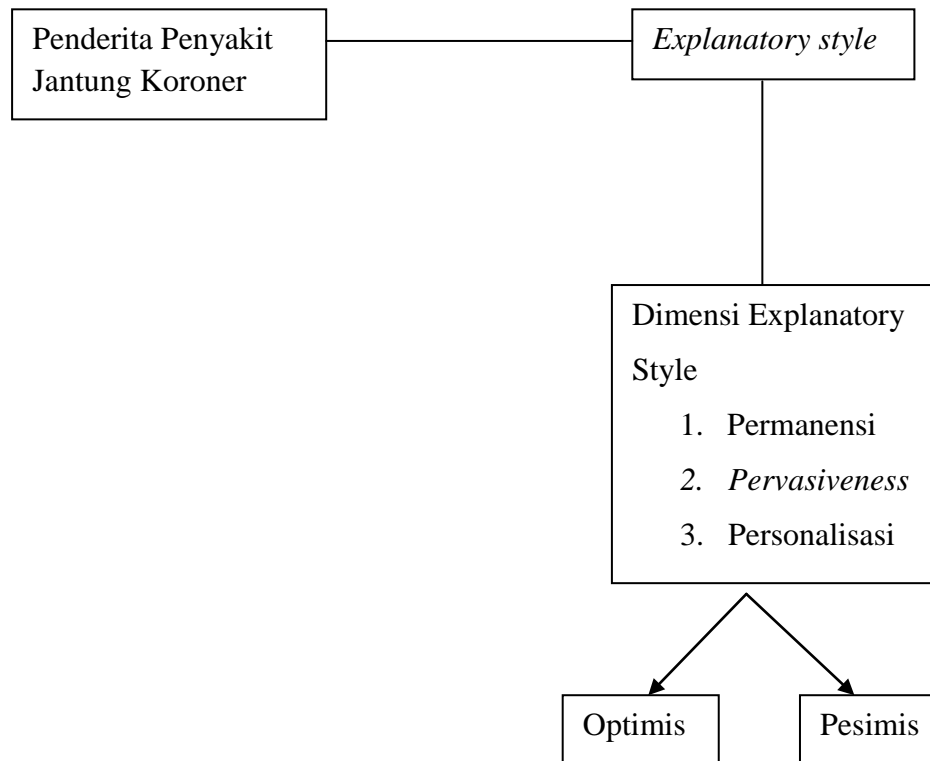 Penderita Penyakit
Jantung Koroner
Explanatory style
Dimensi Explanatory
Style
1. Permanensi
2. Pervasiveness
3. Personalisasi
Optimis
Pesimis